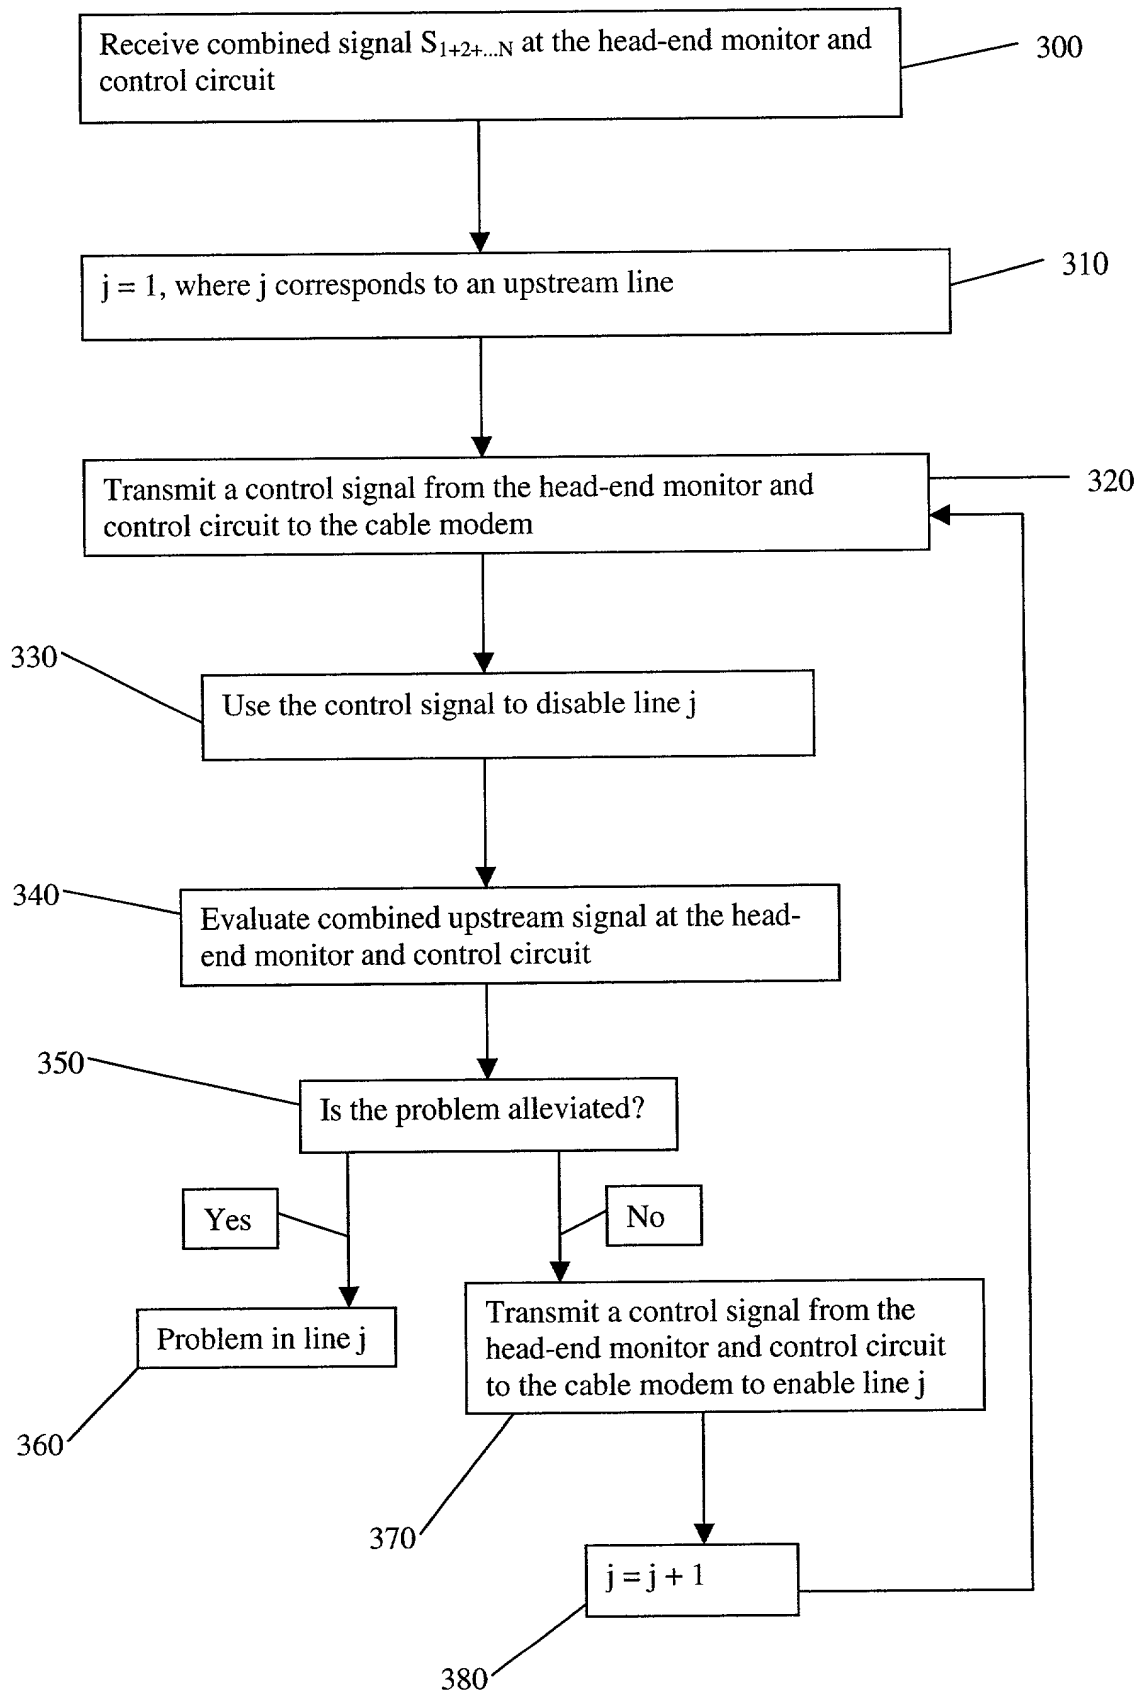 Receive combined signal S1+2+...N at the head-end monitor and
control circuit
300
j = 1, where j corresponds to an upstream line
310
Transmit a control signal from the head-end monitor and
control circuit to the cable modem
320
330
Use the control signal to disable line j
340
Evaluate combined upstream signal at the head-
end monitor and control circuit
350
Is the problem alleviated?
Yes
No
Problem in line j
360
Transmit a control signal from the
head-end monitor and control circuit
to the cable modem to enable line j
370
j = j + 1
380